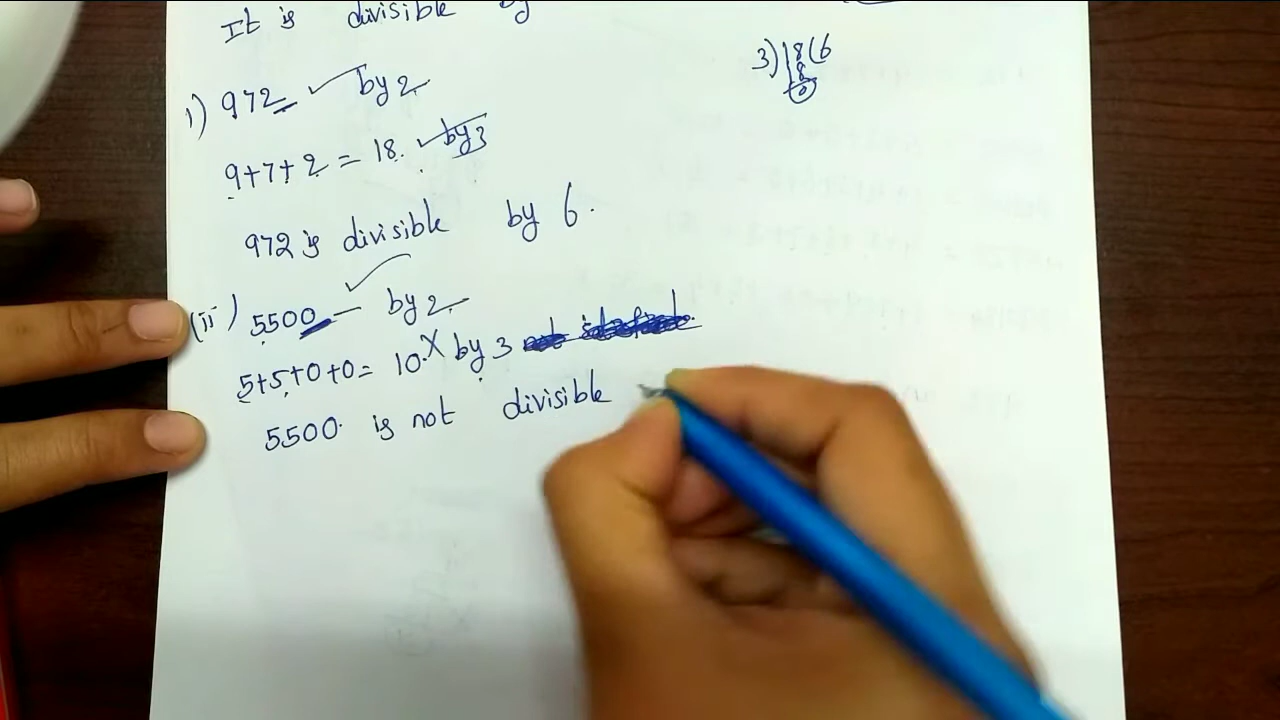 It is divisible by
3)18(6
18
0
i) 972 ✓ by 2
9+7+2 = 18. ✓ by 3
972 is divisible by 6.
(ii) 5500 — ✓ by 2
5+5+0+0= 10. X by 3
5500 is not divisible